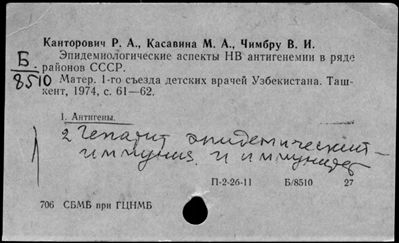 Канторович Р. А., Касавина М. А., Чимбру В. И.
Эпидемиологические аспекты НВ антигенемии в ряде
районов СССР.
Б.
8510
Матер. 1-го съезда детских врачей Узбекистана. Таш-
кент, 1974, с. 61—62.
1. Антигены.
2 Гепатит эпидемический -
иммунол. и иммунодеф
П-2-26-11 Б/8510 27
706 СБМБ при ГЦНМБ